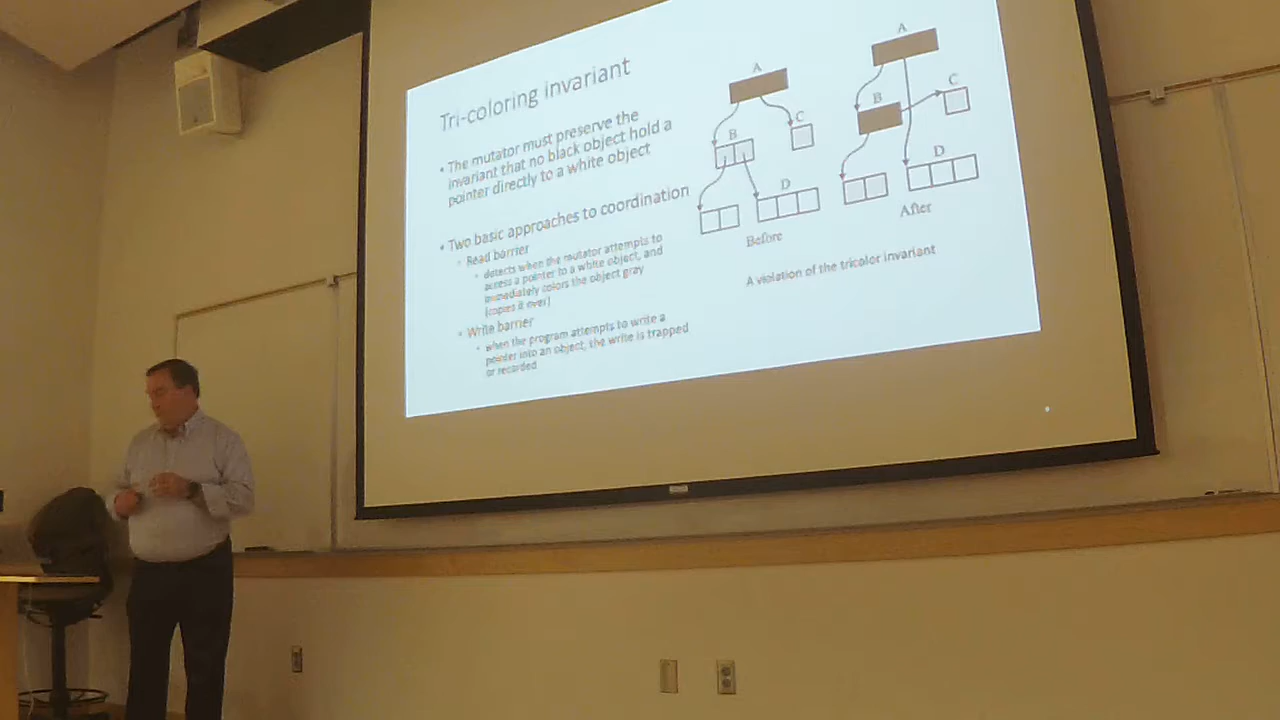 Tri-coloring invariant
• The mutator must preserve the
invariant that no black object hold a
pointer directly to a white object
• Two basic approaches to coordination
• Read barrier
• detects when the mutator attempts to
access a pointer to a white object, and
immediately colors the object gray
(copies it over)
• Write barrier
• when the program attempts to write a
pointer into an object, the write is trapped
or recorded
A
B
C
D
Before
A
B
C
D
After
A violation of the tricolor invariant